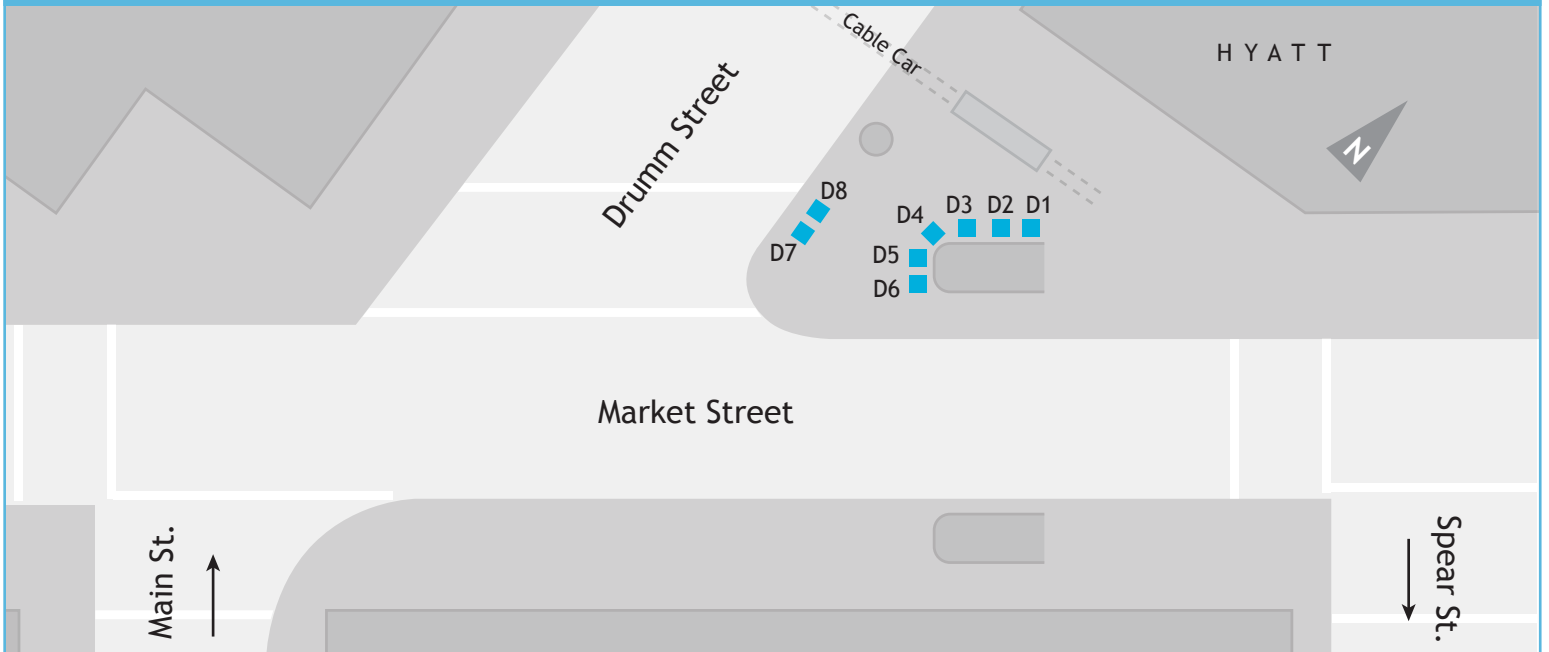 Cable Car
HYATT
Drumm Street
N
D8
D7
D4
D3
D2
D1
D5
D6
Market Street
Main St.
Spear St.